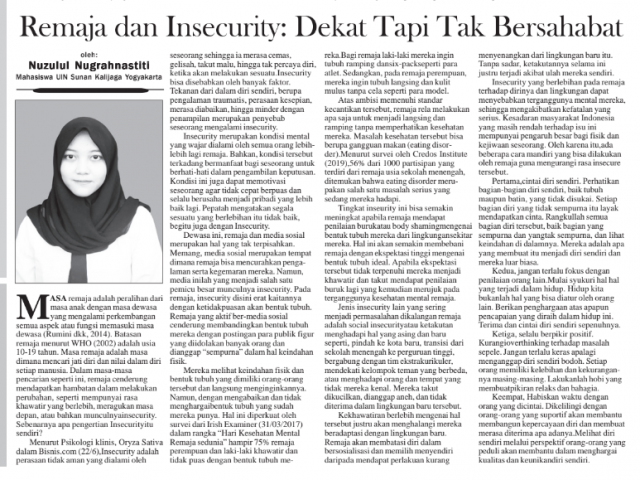 Remaja dan Insecurity: Dekat Tapi Tak Bersahabat
oleh:
Nuzulul Nugrahnastiti
Mahasiswa UIN Sunan Kalijaga Yogyakarta
MASA remaja adalah peralihan dari
masa anak dengan masa dewasa
yang mengalami perkembangan
semua aspek atau fungsi memasuki masa
dewasa (Rumini dkk, 2014). Batasan
remaja menurut WHO (2002) adalah usia
10-19 tahun. Masa remaja adalah masa
dimana mencari jati diri dan nilai dalam diri
setiap manusia. Dalam masa-masa
pencarian seperti ini, remaja cenderung
mendapatkan hambatan dalam melakukan
perubahan, seperti mempunyai rasa
khawatir yang berlebih, meragukan masa
depan, atau bahkan munculnyainsecurity.
Sebenarnya apa pengertian Insecurityitu
sendiri?
Menurut Psikologi klinis, Oryza Sativa
dalam Bisnis.com (22/6),Insecurity adalah
perasaan tidak aman yang dialami oleh
seseorang sehingga ia merasa cemas,
gelisah, takut malu, hingga tak percaya diri,
ketika akan melakukan sesuatu.Insecurity
bisa disebabkan oleh banyak faktor.
Tekanan dari dalam diri sendiri, berupa
pengalaman traumatis, perasaan kesepian,
merasa diabaikan, hingga minder dengan
penampilan merupakan penyebab
seseorang mengalami insecurity.
Insecurity merupakan kondisi mental
yang wajar dialami oleh semua orang lebih-
lebih lagi remaja. Bahkan, kondisi tersebut
terkadang bermanfaat bagi seseorang untuk
berhati-hati dalam pengambilan keputusan.
Kondisi ini juga dapat memotivasi
seseorang agar tidak cepat berpuas dan
selalu berusaha menjadi pribadi yang lebih
baik lagi. Pepatah mengatakan segala
sesuatu yang berlebihan itu tidak baik,
begitu juga dengan Insecurity.
Dewasa ini, remaja dan media sosial
merupakan hal yang tak terpisahkan.
Memang, media sosial merupakan tempat
dimana remaja bisa mencurahkan penga-
laman serta kegemaran mereka. Namun,
media inilah yang menjadi salah satu
pemicu besar munculnya insecurity. Pada
remaja, insecurity disini erat kaitannya
dengan ketidakpuasan akan bentuk tubuh.
Remaja yang aktif ber-media sosial
cenderung membandingkan bentuk tubuh
mereka dengan postingan para publik figur
yang diidolakan banyak orang dan
dianggap “sempurna” dalam hal keindahan
fisik.
Mereka melihat keindahan fisik dan
bentuk tubuh yang dimiliki orang-orang
tersebut dan langsung menginginkannya.
Namun, dengan mengabaikan dan tidak
menghargaibentuk tubuh yang sudah
mereka punya. Hal ini diperkuat oleh
survei dari Irish Examiner (31/03/2017)
dalam rangka “Hari Kesehatan Mental
Remaja sedunia” hampir 75% remaja
perempuan dan laki-laki khawatir dan
tidak puas dengan bentuk tubuh me-
reka.Bagi remaja laki-laki mereka ingin
tubuh ramping dansix-packseperti para
atlet. Sedangkan, pada remaja perempuan,
mereka ingin tubuh langsing dan kulit
mulus tanpa cela seperti para model.
Atas ambisi memenuhi standar
kecantikan tersebut, remaja rela melakukan
apa saja untuk menjadi langsing dan
ramping tanpa memperhatikan kesehatan
mereka. Masalah kesehatan tersebut bisa
berupa gangguan makan (eating disor-
der).Menurut survei oleh Credos Institute
(2019),56% dari 1000 partisipan yang
terdiri dari remaja usia sekolah menengah,
ditemukan bahwa eating disorder meru-
pakan salah satu masalah serius yang
sedang mereka hadapi.
Tingkat insecurity ini bisa semakin
meningkat apabila remaja mendapat
penilaian burukatau body shamingmengenai
bentuk tubuh mereka dari lingkungansekitar
mereka. Hal ini akan semakin membebani
remaja dengan ekspektasi tinggi mengenai
bentuk tubuh ideal. Apabila ekspektasi
tersebut tidak terpenuhi mereka menjadi
khawatir dan takut mendapatkan penilaian
buruk lagi yang kemudian merujuk pada
tergganggunya kesehatan mental remaja.
Jenis insecurity lain yang sering
menjadipermasalahan dikalangan remaja
adalah social insecurityatau ketakutan
menghadapi hal yang asing dan baru
seperti, pindah ke kota baru, transisi dari
sekolah menengah ke perguruan tinggi,
bergabung dengan tim ekstrakurikuler,
mendekati kelompok teman yang berbeda,
atau menghadapi orang dan tempat yang
tidak mereka kenal. Mereka takut
dikucilkan, dianggap aneh, dan tidak
diterima dalam lingkungan baru tersebut.
Kekhawatiran berlebih mengenai hal
tersebut justru akan menghalangi mereka
beradaptasi dengan lingkungan baru.
Remaja akan membatasi diri dalam
bersosialisasi dan memilih menyendiri
daripada mendapat perlakuan kurang
menyenangkan dari lingkungan baru itu.
Tanpa sadar, ketakutannya selama ini
justru terjadi akibat ulah mereka sendiri.
Insecurity yang berlebihan pada remaja
terhadap dirinya dan lingkungan dapat
menyebabkan terganggunya mental mereka,
sehingga mengakibatkan kefatalan yang
serius. Kesadaran masyarakat Indonesia
yang masih rendah terhadap isu ini
mempunyai pengaruh besar bagi fisik dan
kejiwaan seseorang. Oleh karena itu,ada
beberapa cara mandiri yang bisa dilakukan
oleh remaja guna mengurangi rasa insecure
tersebut.
Pertama,cintai diri sendiri. Perhatikan
bagian-bagian diri sendiri, baik tubuh
maupun batin, yang tidak disukai. Setiap
bagian diri yang tidak sempurna itu layak
mendapatkan cinta. Rangkullah semua
bagian diri tersebut, baik bagian yang
sempurna dan yangtak sempurna, dan lihat
keindahan di dalamnya. Mereka adalah apa
yang membuat itu menjadi diri sendiri dan
mereka luar biasa.
Kedua, jangan terlalu fokus dengan
penilaian orang lain.Mulai syukuri hal hal
yang terjadi dalam hidup. Hidup kita
bukanlah hal yang biasa diatur oleh orang
lain. Berikan penghargaan atas apapun
pencapaian yang diraih dalam hidup ini.
Terima dan cintai diri sendiri sepenuhnya.
Ketiga, selalu berpikir positif.
Kurangioverthinking terhadap masalah
sepele. Jangan terlalu keras apalagi
menganggap diri sendiri bodoh. Setiap
orang memiliki kelebihan dan kekurangan-
nya masing-masing. Lakukanlah hobi yang
membuatpikiran relaks dan bahagia.
Keempat, Habiskan waktu dengan
orang yang dicintai. Dikelilingi dengan
orang-orang yang suportif akan membantu
membangun kepercayaan diri dan membuat
merasa diterima apa adanya.Melihat diri
sendiri melalui perspektif orang-orang yang
peduli akan membantu dalam menghargai
kualitas dan keunikandiri sendiri.